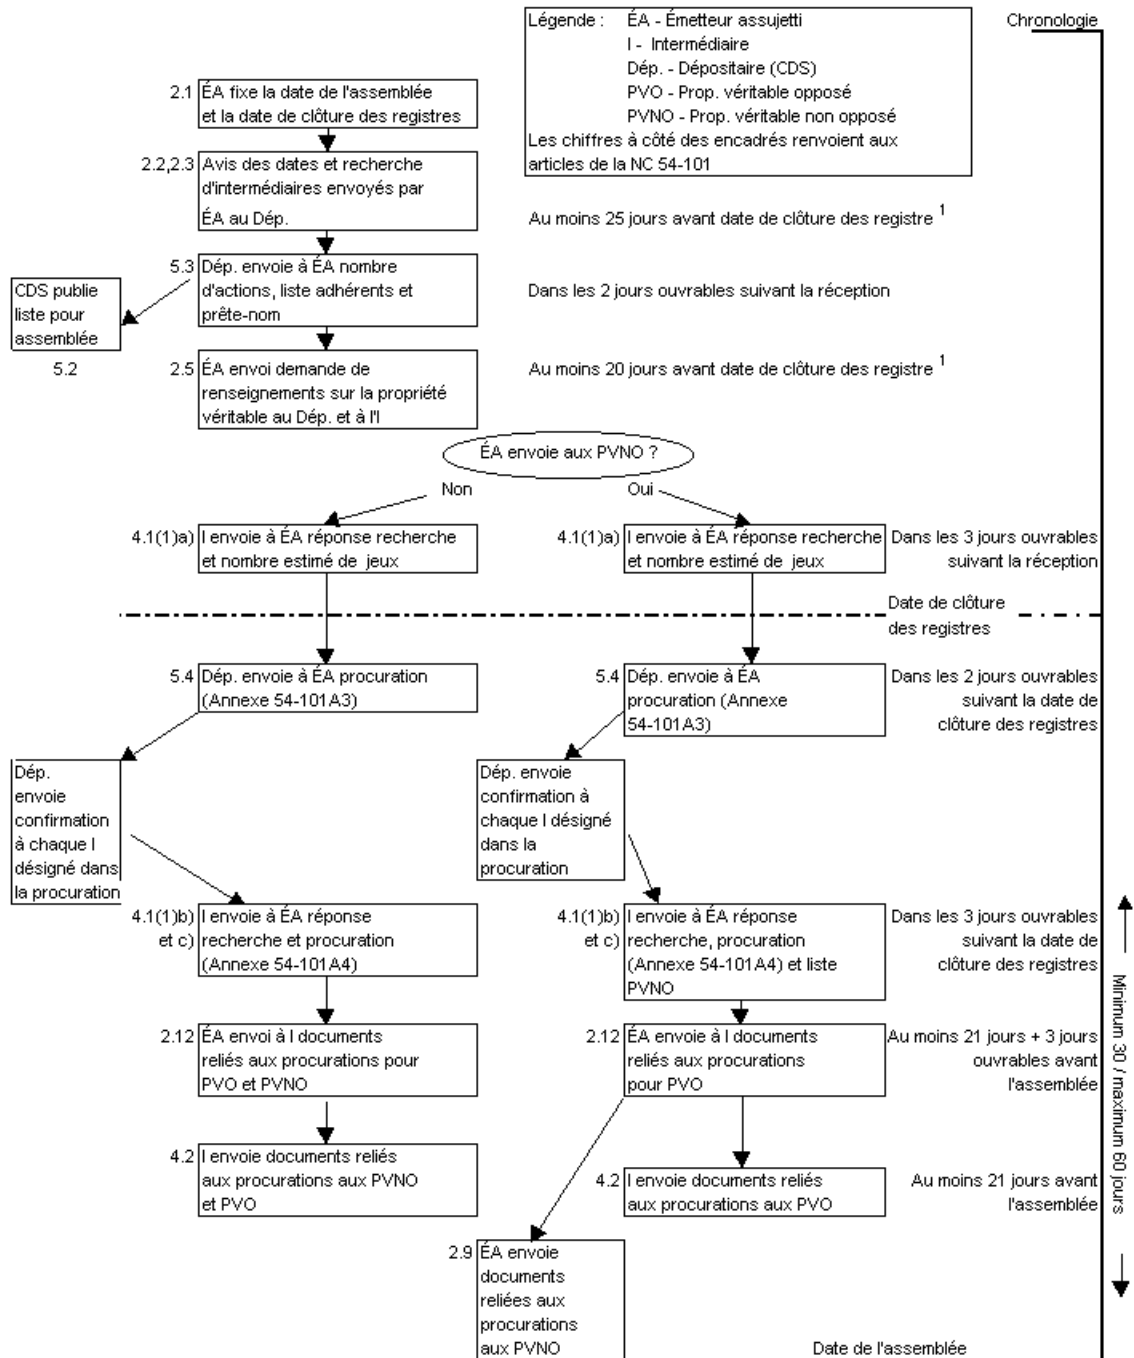 Légende : ÉA - Émetteur assujetti
I - Intermédiaire
Dép. - Dépositaire (CDS)
PVO - Prop. véritable opposé
PVNO - Prop. véritable non opposé
Les chiffres à côté des encadrés renvoient aux
articles de la NC 54-101
Chronologie
2.1 ÉA fixe la date de l'assemblée
et la date de clôture des registres
2.2,2.3 Avis des dates et recherche
d'intermédiaires envoyés par
ÉA au Dép.
Au moins 25 jours avant date de clôture des registre 1
5.3 Dép. envoie à ÉA nombre
d'actions, liste adhérents et
prête-nom
Dans les 2 jours ouvrables suivant la réception
CDS publie
liste pour
assemblée
5.2
2.5 ÉA envoi demande de
renseignements sur la propriété
véritable au Dép. et à l'I
Au moins 20 jours avant date de clôture des registre 1
ÉA envoie aux PVNO ?
Non
Oui
4.1(1)a) I envoie à ÉA réponse recherche
et nombre estimé de jeux
4.1(1)a) I envoie à ÉA réponse recherche
et nombre estimé de jeux
Dans les 3 jours ouvrables
suivant la réception
Date de clôture
des registres
5.4 Dép. envoie à ÉA procuration
(Annexe 54-101A3)
5.4 Dép. envoie à ÉA
procuration (Annexe
54-101A3)
Dans les 2 jours ouvrables
suivant la date de
clôture des registres
Dép.
envoie
confirmation
à chaque I
désigné dans
la procuration
Dép. envoie
confirmation à
chaque I désigné
dans la
procuration
4.1(1)b) I envoie à ÉA réponse
et c) recherche et procuration
(Annexe 54-101A4)
4.1(1)b) I envoie à ÉA réponse
et c) recherche, procuration
(Annexe 54-101A4) et liste
PVNO
Dans les 3 jours ouvrables
suivant la date de
clôture des registres
2.12 ÉA envoi à I documents
reliés aux procurations pour
PVO et PVNO
2.12 ÉA envoie à I documents
reliés aux procurations
pour PVO
Au moins 21 jours + 3 jours
ouvrables avant
l'assemblée
Minimum 30 / maximum 60 jours
4.2 I envoie documents reliés
aux procurations aux PVNO
et PVO
4.2 I envoie documents reliés
aux procurations aux PVO
Au moins 21 jours avant
l'assemblée
2.9 ÉA envoie
documents
reliées aux
procurations
aux PVNO
Date de l'assemblée